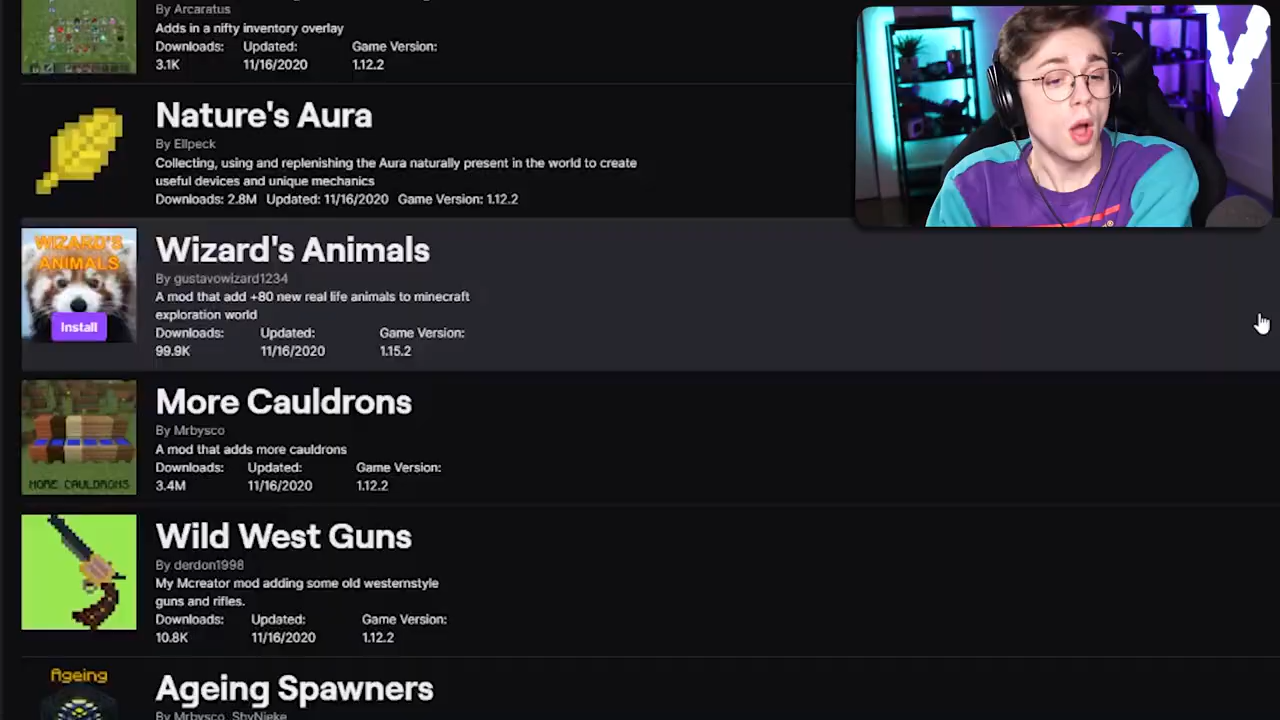 By Arcaratus
Adds in a nifty inventory overlay
Downloads: Updated: Game Version:
3.1K 11/16/2020 1.12.2
Nature's Aura
By Ellpeck
Collecting, using and replenishing the Aura naturally present in the world to create
useful devices and unique mechanics
Downloads: 2.8M Updated: 11/16/2020 Game Version: 1.12.2
WIZARD'S
ANIMALS
Install
Wizard's Animals
By gustavowizard1234
A mod that add +80 new real life animals to minecraft
exploration world
Downloads: Updated: Game Version:
99.9K 11/16/2020 1.15.2
MORE CAULDRONS
More Cauldrons
By Mrbysco
A mod that adds more cauldrons
Downloads: Updated: Game Version:
3.4M 11/16/2020 1.12.2
Wild West Guns
By derdon1998
My Mcreator mod adding some old westernstyle
guns and rifles.
Downloads: Updated: Game Version:
10.8K 11/16/2020 1.12.2
Ageing
Ageing Spawners
By Mrbysco, ShyNieke
V